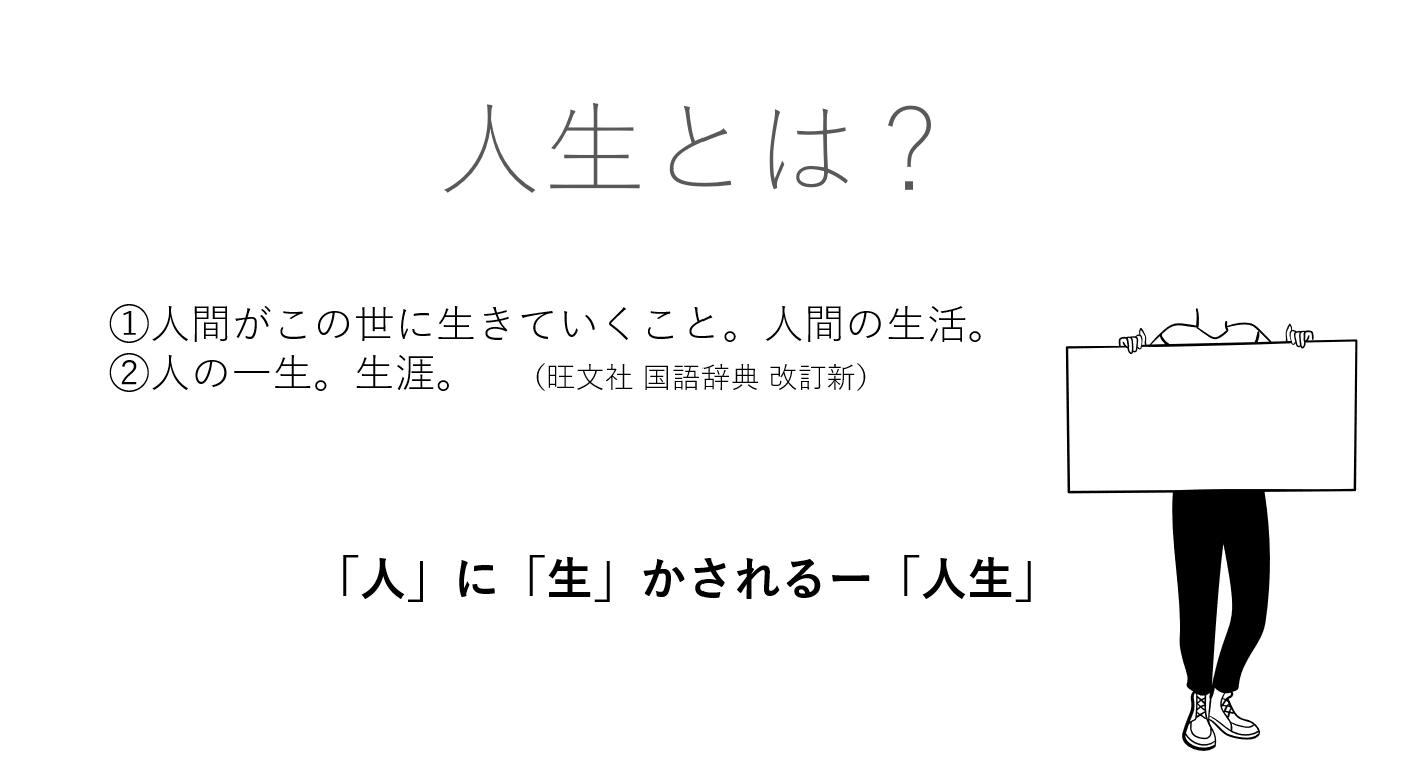 人生とは？
①人間がこの世に生きていくこと。人間の生活。
②人の一生。生涯。　　（旺文社 国語辞典 改訂新）
「人」に「生」かされるー「人生」